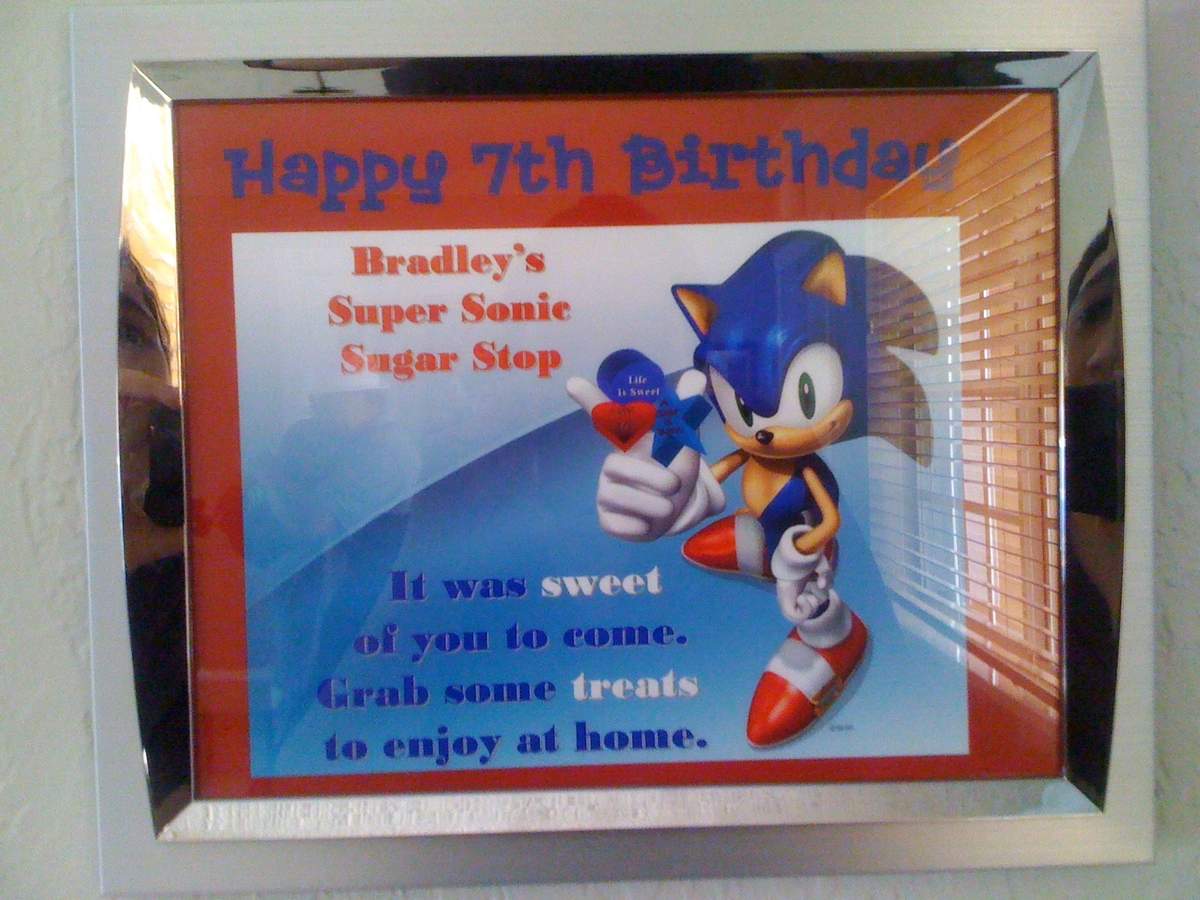 Happy 7th Birthday
Bradley's
Super Sonic
Sugar Stop
Life
is Sweet
It was sweet
of you to come.
Grab some treats
to enjoy at home.